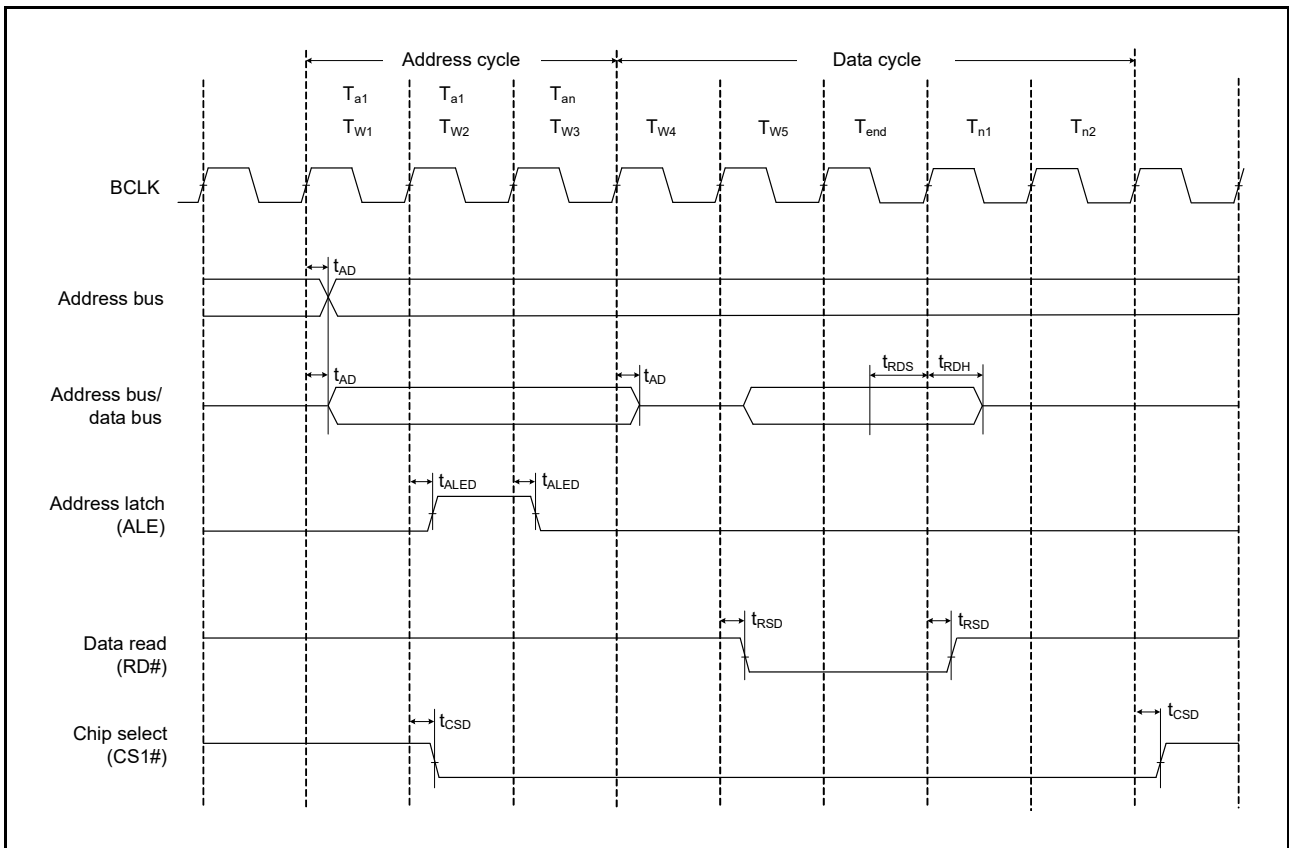 Address cycle Data cycle
Ta1 Ta1 Tan
TW1 TW2 TW3 TW4 TW5 Tend Tn1 Tn2
BCLK
tAD
Address bus
tAD tAD tRDS tRDH
Address bus/
data bus
tALED tALED
Address latch
(ALE)
tRSD tRSD
Data read
(RD#)
tCSD tCSD
Chip select
(CS1#)